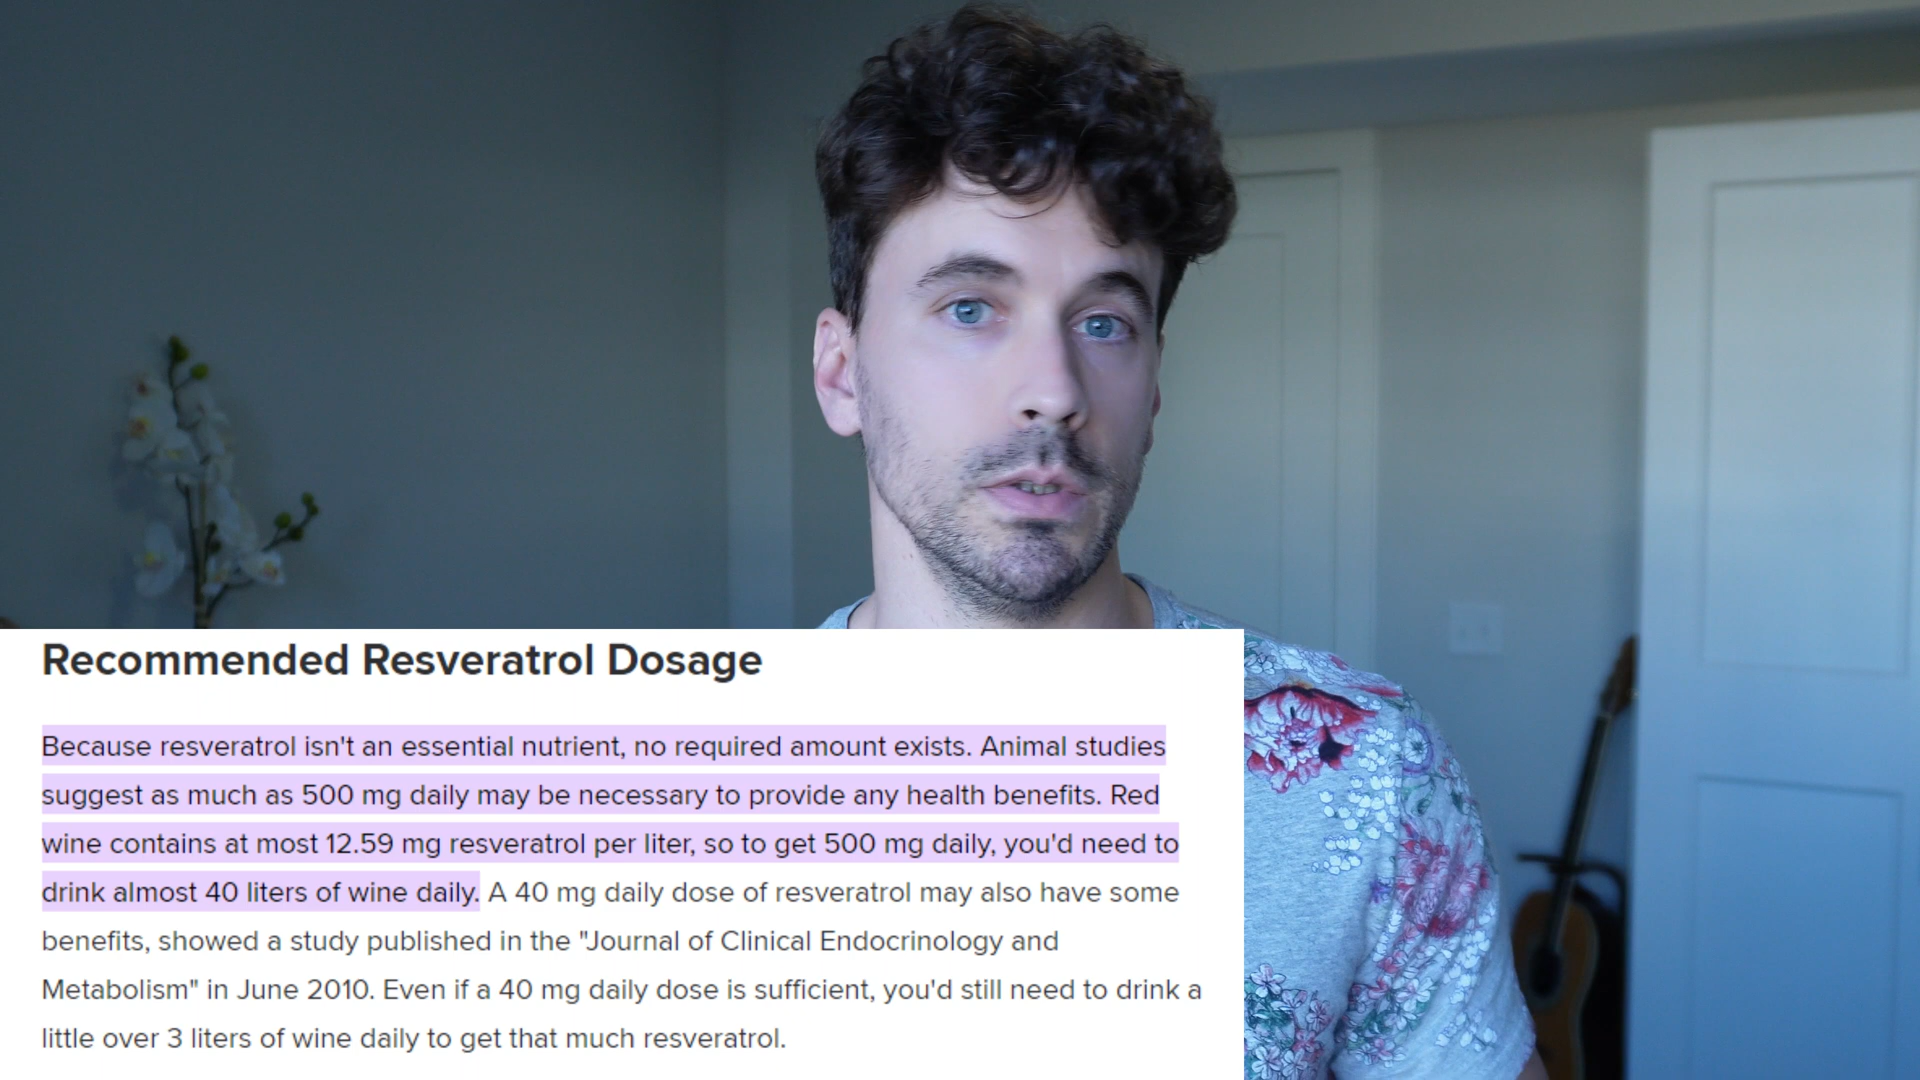 Recommended Resveratrol Dosage
Because resveratrol isn't an essential nutrient, no required amount exists. Animal studies
suggest as much as 500 mg daily may be necessary to provide any health benefits. Red
wine contains at most 12.59 mg resveratrol per liter, so to get 500 mg daily, you'd need to
drink almost 40 liters of wine daily. A 40 mg daily dose of resveratrol may also have some
benefits, showed a study published in the "Journal of Clinical Endocrinology and
Metabolism" in June 2010. Even if a 40 mg daily dose is sufficient, you'd still need to drink a
little over 3 liters of wine daily to get that much resveratrol.